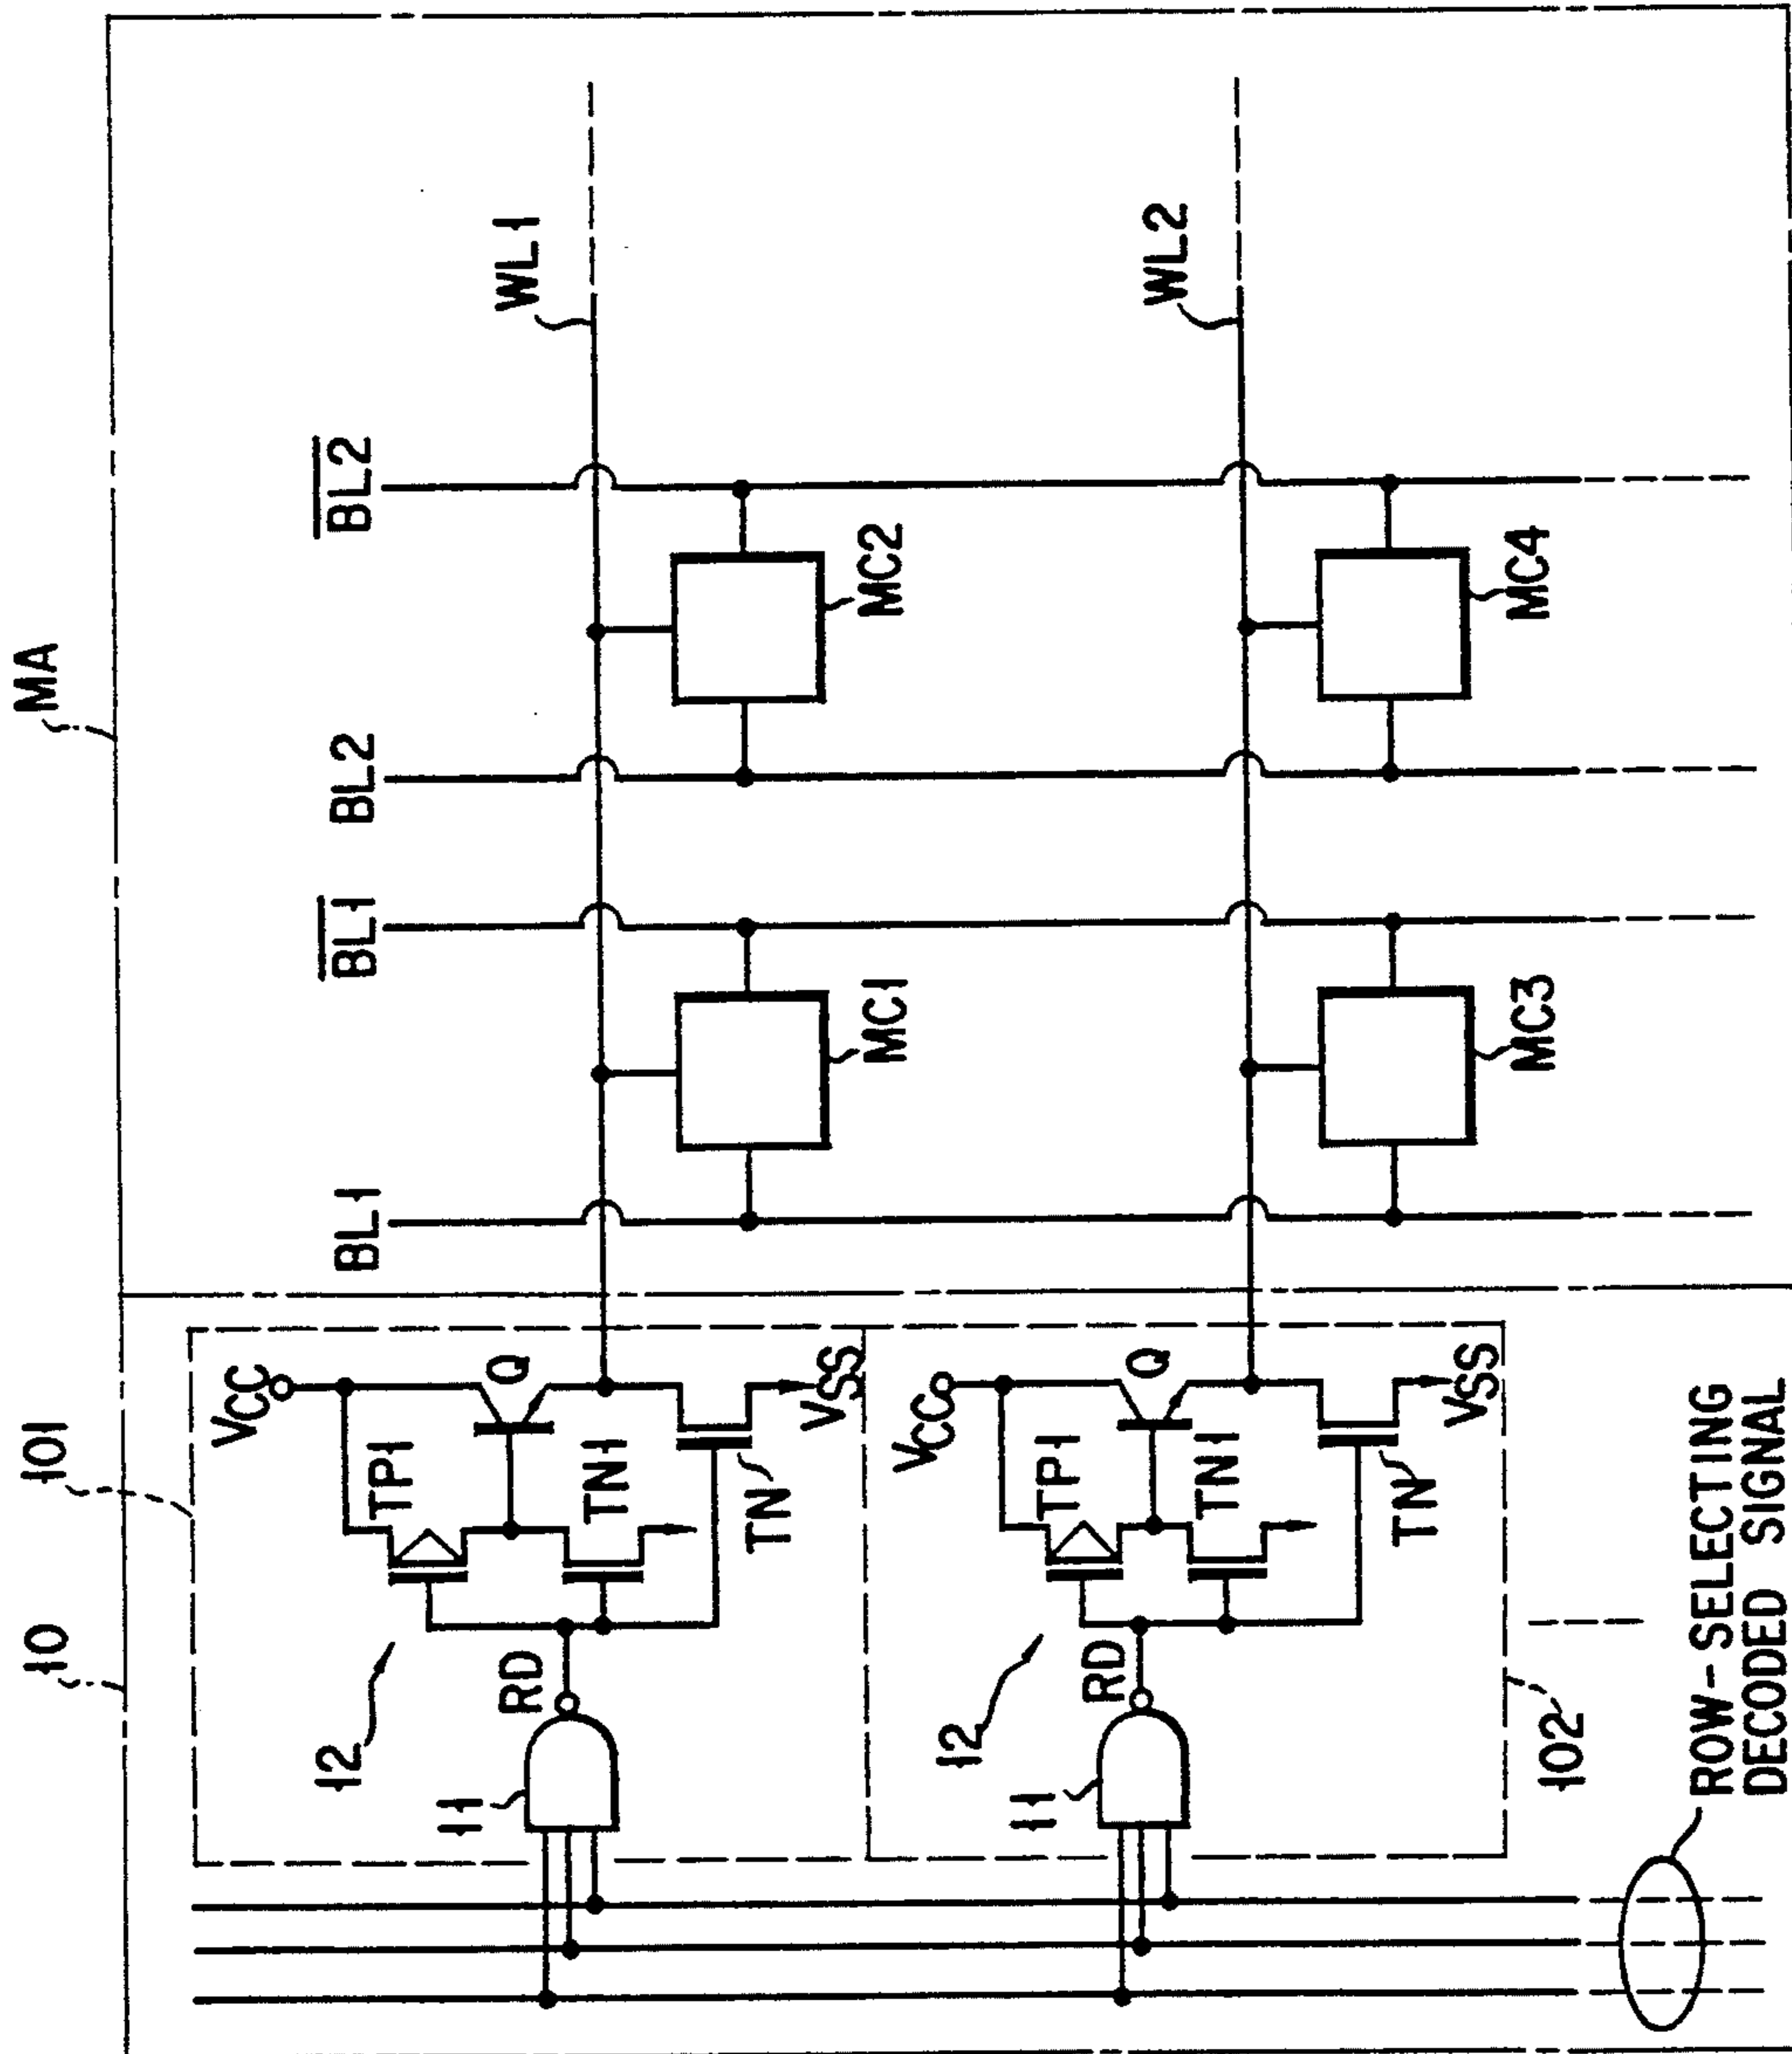 10
101
MA
VCC
TP1
Q
TN1
TN
VSS
12
RD
11
BL1
BL1
BL2
BL2
WL1
MC1
MC2
VCC
TP1
Q
TN1
TN
VSS
12
RD
11
102
WL2
MC3
MC4
ROW-SELECTING
DECODED SIGNAL